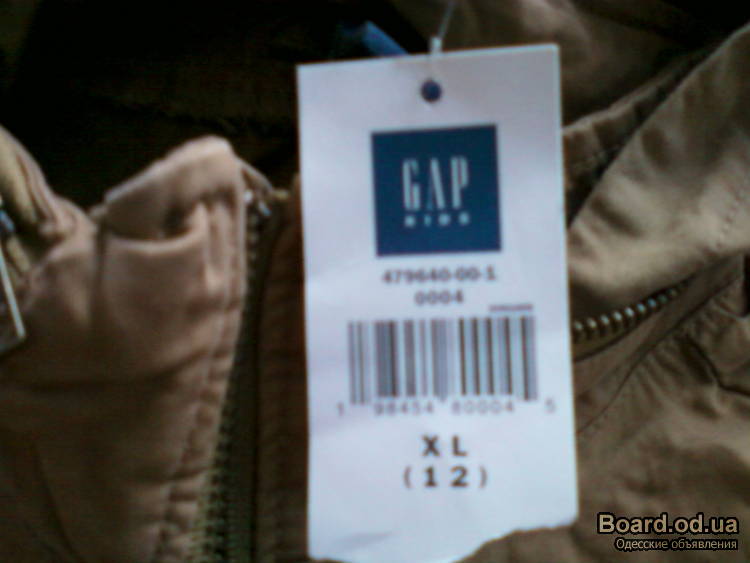 GAP
KIDS
479640-00-1
0004
1 98454 80004 5
XL
(12)
Board.od.ua
Одесские объявления